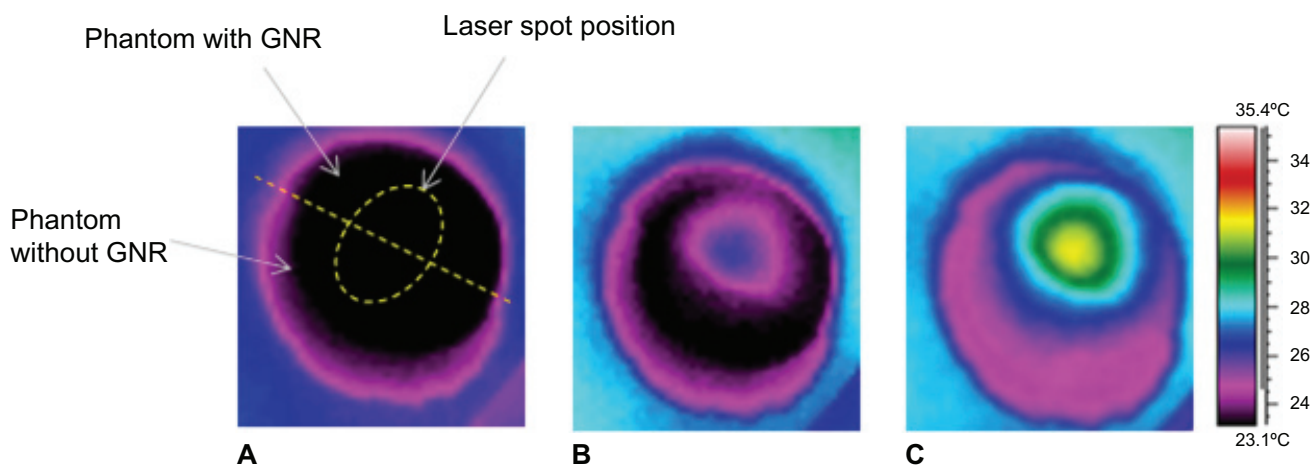 Phantom with GNR
Laser spot position
Phantom
without GNR
35.4ºC
34
32
30
28
26
24
23.1ºC
A
B
C